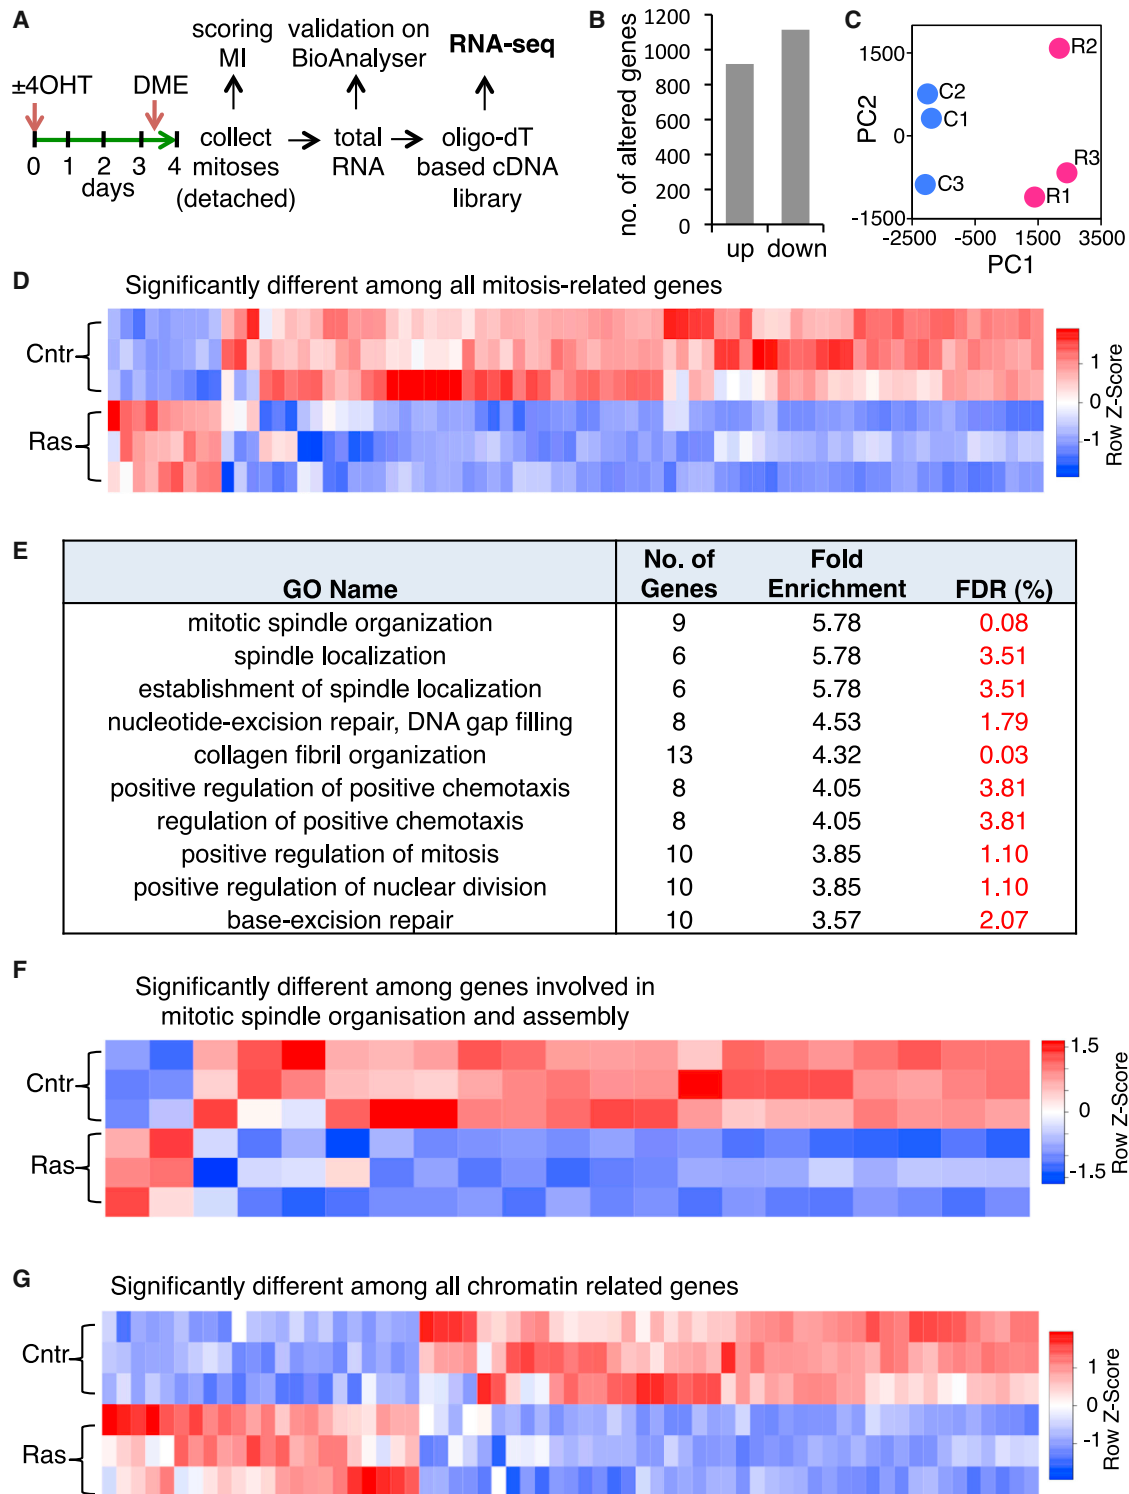 A
scoring MI
validation on BioAnalyser
RNA-seq
±4OHT
DME
0 1 2 3 4
days
collect mitoses (detached)
total RNA
oligo-dT based cDNA library
B
no. of altered genes
1200
1000
800
600
400
200
0
up down
C
PC2
1500
0
-1500
-2500 -500 1500 3500
PC1
C2
C1
C3
R2
R3
R1
D
Significantly different among all mitosis-related genes
Cntr
Ras
1
0
-1
Row Z-Score
E
GO Name No. of Genes Fold Enrichment FDR (%)
mitotic spindle organization 9 5.78 0.08
spindle localization 6 5.78 3.51
establishment of spindle localization 6 5.78 3.51
nucleotide-excision repair, DNA gap filling 8 4.53 1.79
collagen fibril organization 13 4.32 0.03
positive regulation of positive chemotaxis 8 4.05 3.81
regulation of positive chemotaxis 8 4.05 3.81
positive regulation of mitosis 10 3.85 1.10
positive regulation of nuclear division 10 3.85 1.10
base-excision repair 10 3.57 2.07
F
Significantly different among genes involved in
mitotic spindle organisation and assembly
Cntr
Ras
1.5
0
-1.5
Row Z-Score
G
Significantly different among all chromatin related genes
Cntr
Ras
1
0
-1
Row Z-Score